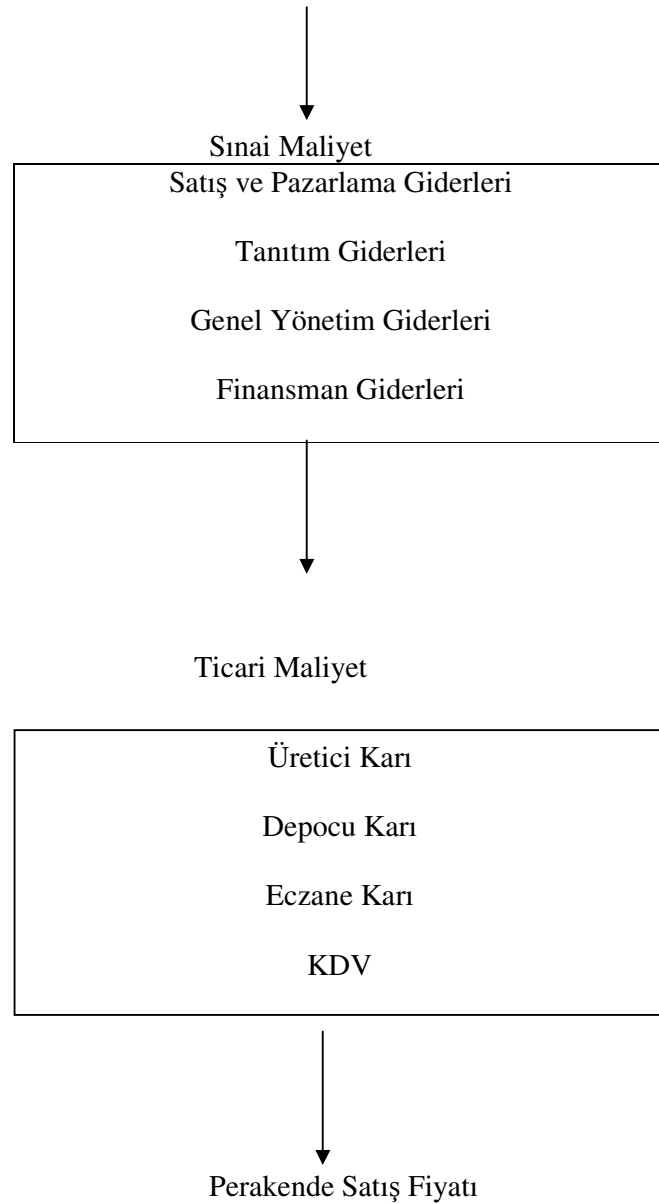 Sınai Maliyet
Satış ve Pazarlama Giderleri
Tanıtım Giderleri
Genel Yönetim Giderleri
Finansman Giderleri
Ticari Maliyet
Üretici Karı
Depocu Karı
Eczane Karı
KDV
Perakende Satış Fiyatı